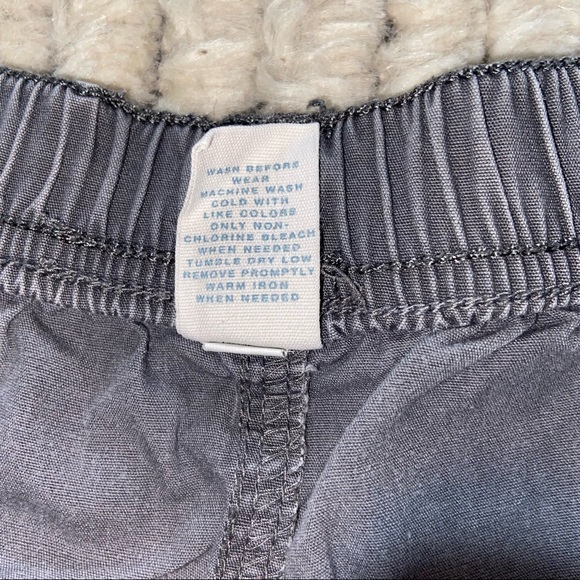 WASH BEFORE
WEAR
MACHINE WASH
COLD WITH
LIKE COLORS
ONLY NON-
CHLORINE BLEACH
WHEN NEEDED
TUMBLE DRY LOW
REMOVE PROMPTLY
WARM IRON
WHEN NEEDED